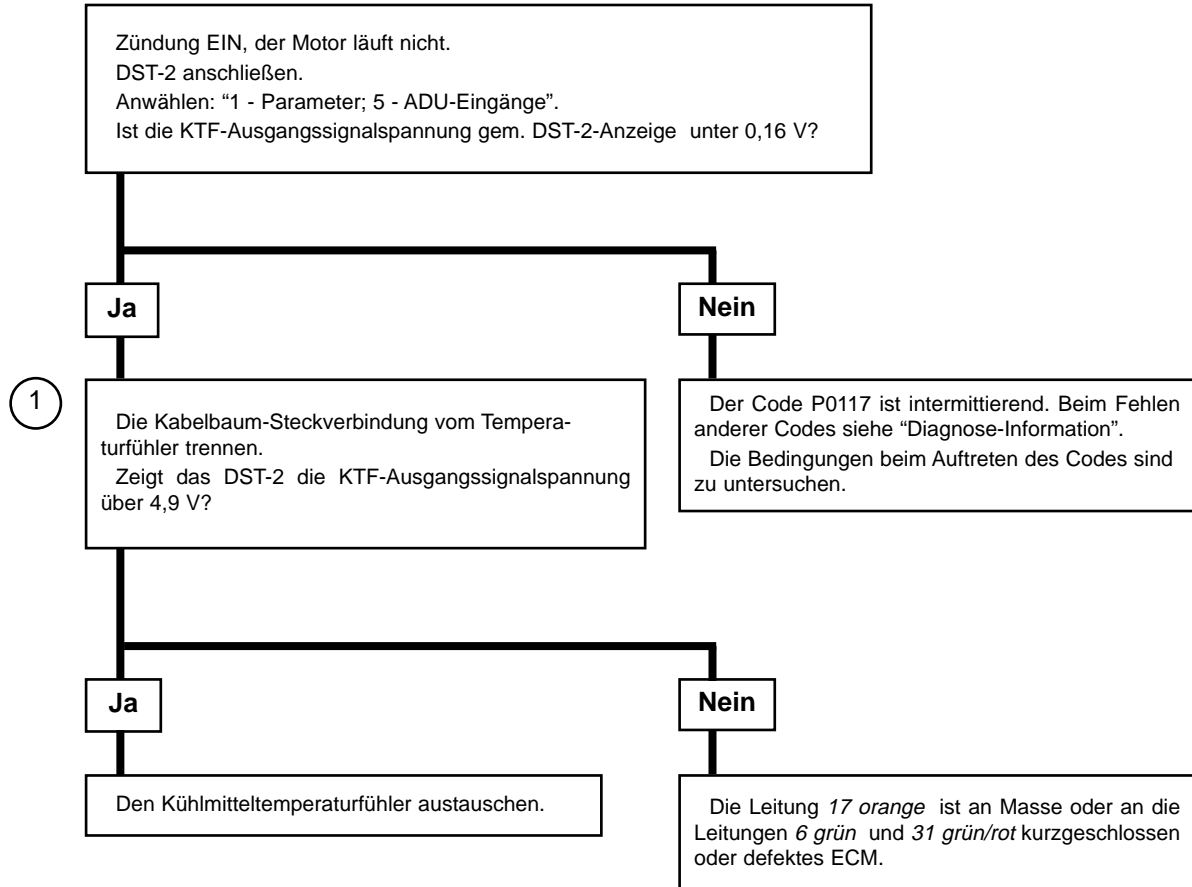 Zündung EIN, der Motor läuft nicht.
DST-2 anschließen.
Anwählen: “1 - Parameter; 5 - ADU-Eingänge”.
Ist die KTF-Ausgangssignalspannung gem. DST-2-Anzeige unter 0,16 V?
Ja
Nein
1
Die Kabelbaum-Steckverbindung vom Tempera-
turfühler trennen.
Zeigt das DST-2 die KTF-Ausgangssignalspannung
über 4,9 V?
Der Code P0117 ist intermittierend. Beim Fehlen
anderer Codes siehe “Diagnose-Information”.
Die Bedingungen beim Auftreten des Codes sind
zu untersuchen.
Ja
Nein
Den Kühlmitteltemperaturfühler austauschen.
Die Leitung 17 orange ist an Masse oder an die
Leitungen 6 grün und 31 grün/rot kurzgeschlossen
oder defektes ECM.